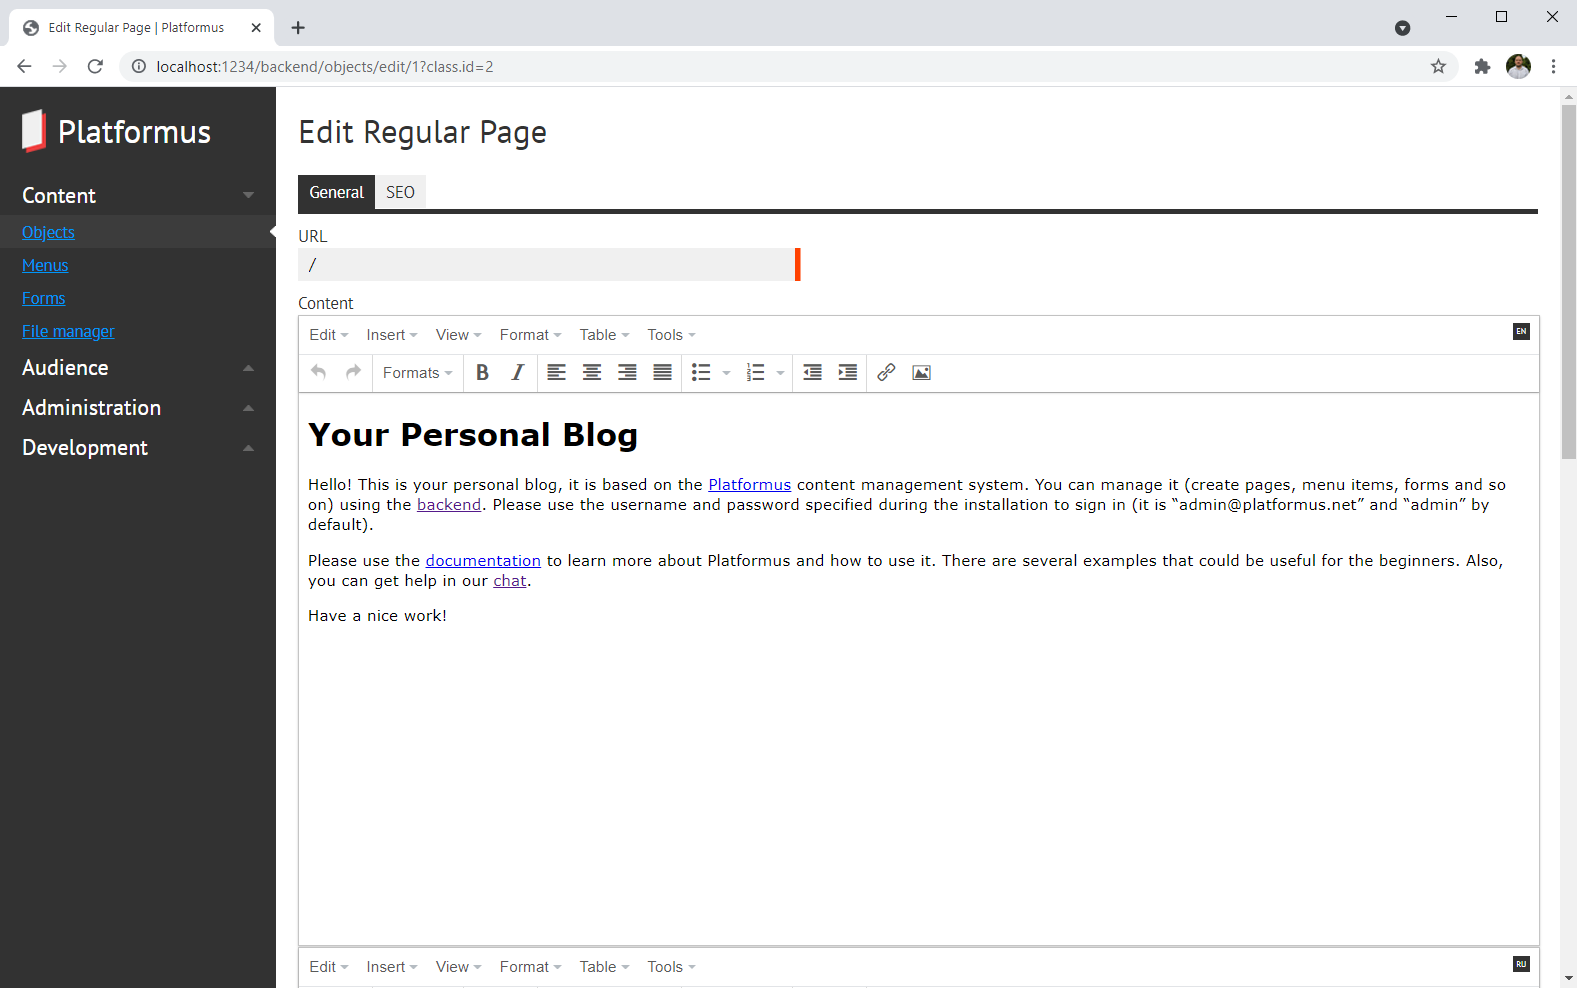 Edit Regular Page | Platformus
localhost:1234/backend/objects/edit/1?class.id=2
Platformus
Content
Objects
Menus
Forms
File manager
Audience
Administration
Development
Edit Regular Page
General SEO
URL
/
Content
Edit Insert View Format Table Tools EN
Formats B I
Your Personal Blog
Hello! This is your personal blog, it is based on the Platformus content management system. You can manage it (create pages, menu items, forms and so
on) using the backend. Please use the username and password specified during the installation to sign in (it is “admin@platformus.net” and “admin” by
default).
Please use the documentation to learn more about Platformus and how to use it. There are several examples that could be useful for the beginners. Also,
you can get help in our chat.
Have a nice work!
Edit Insert View Format Table Tools RU